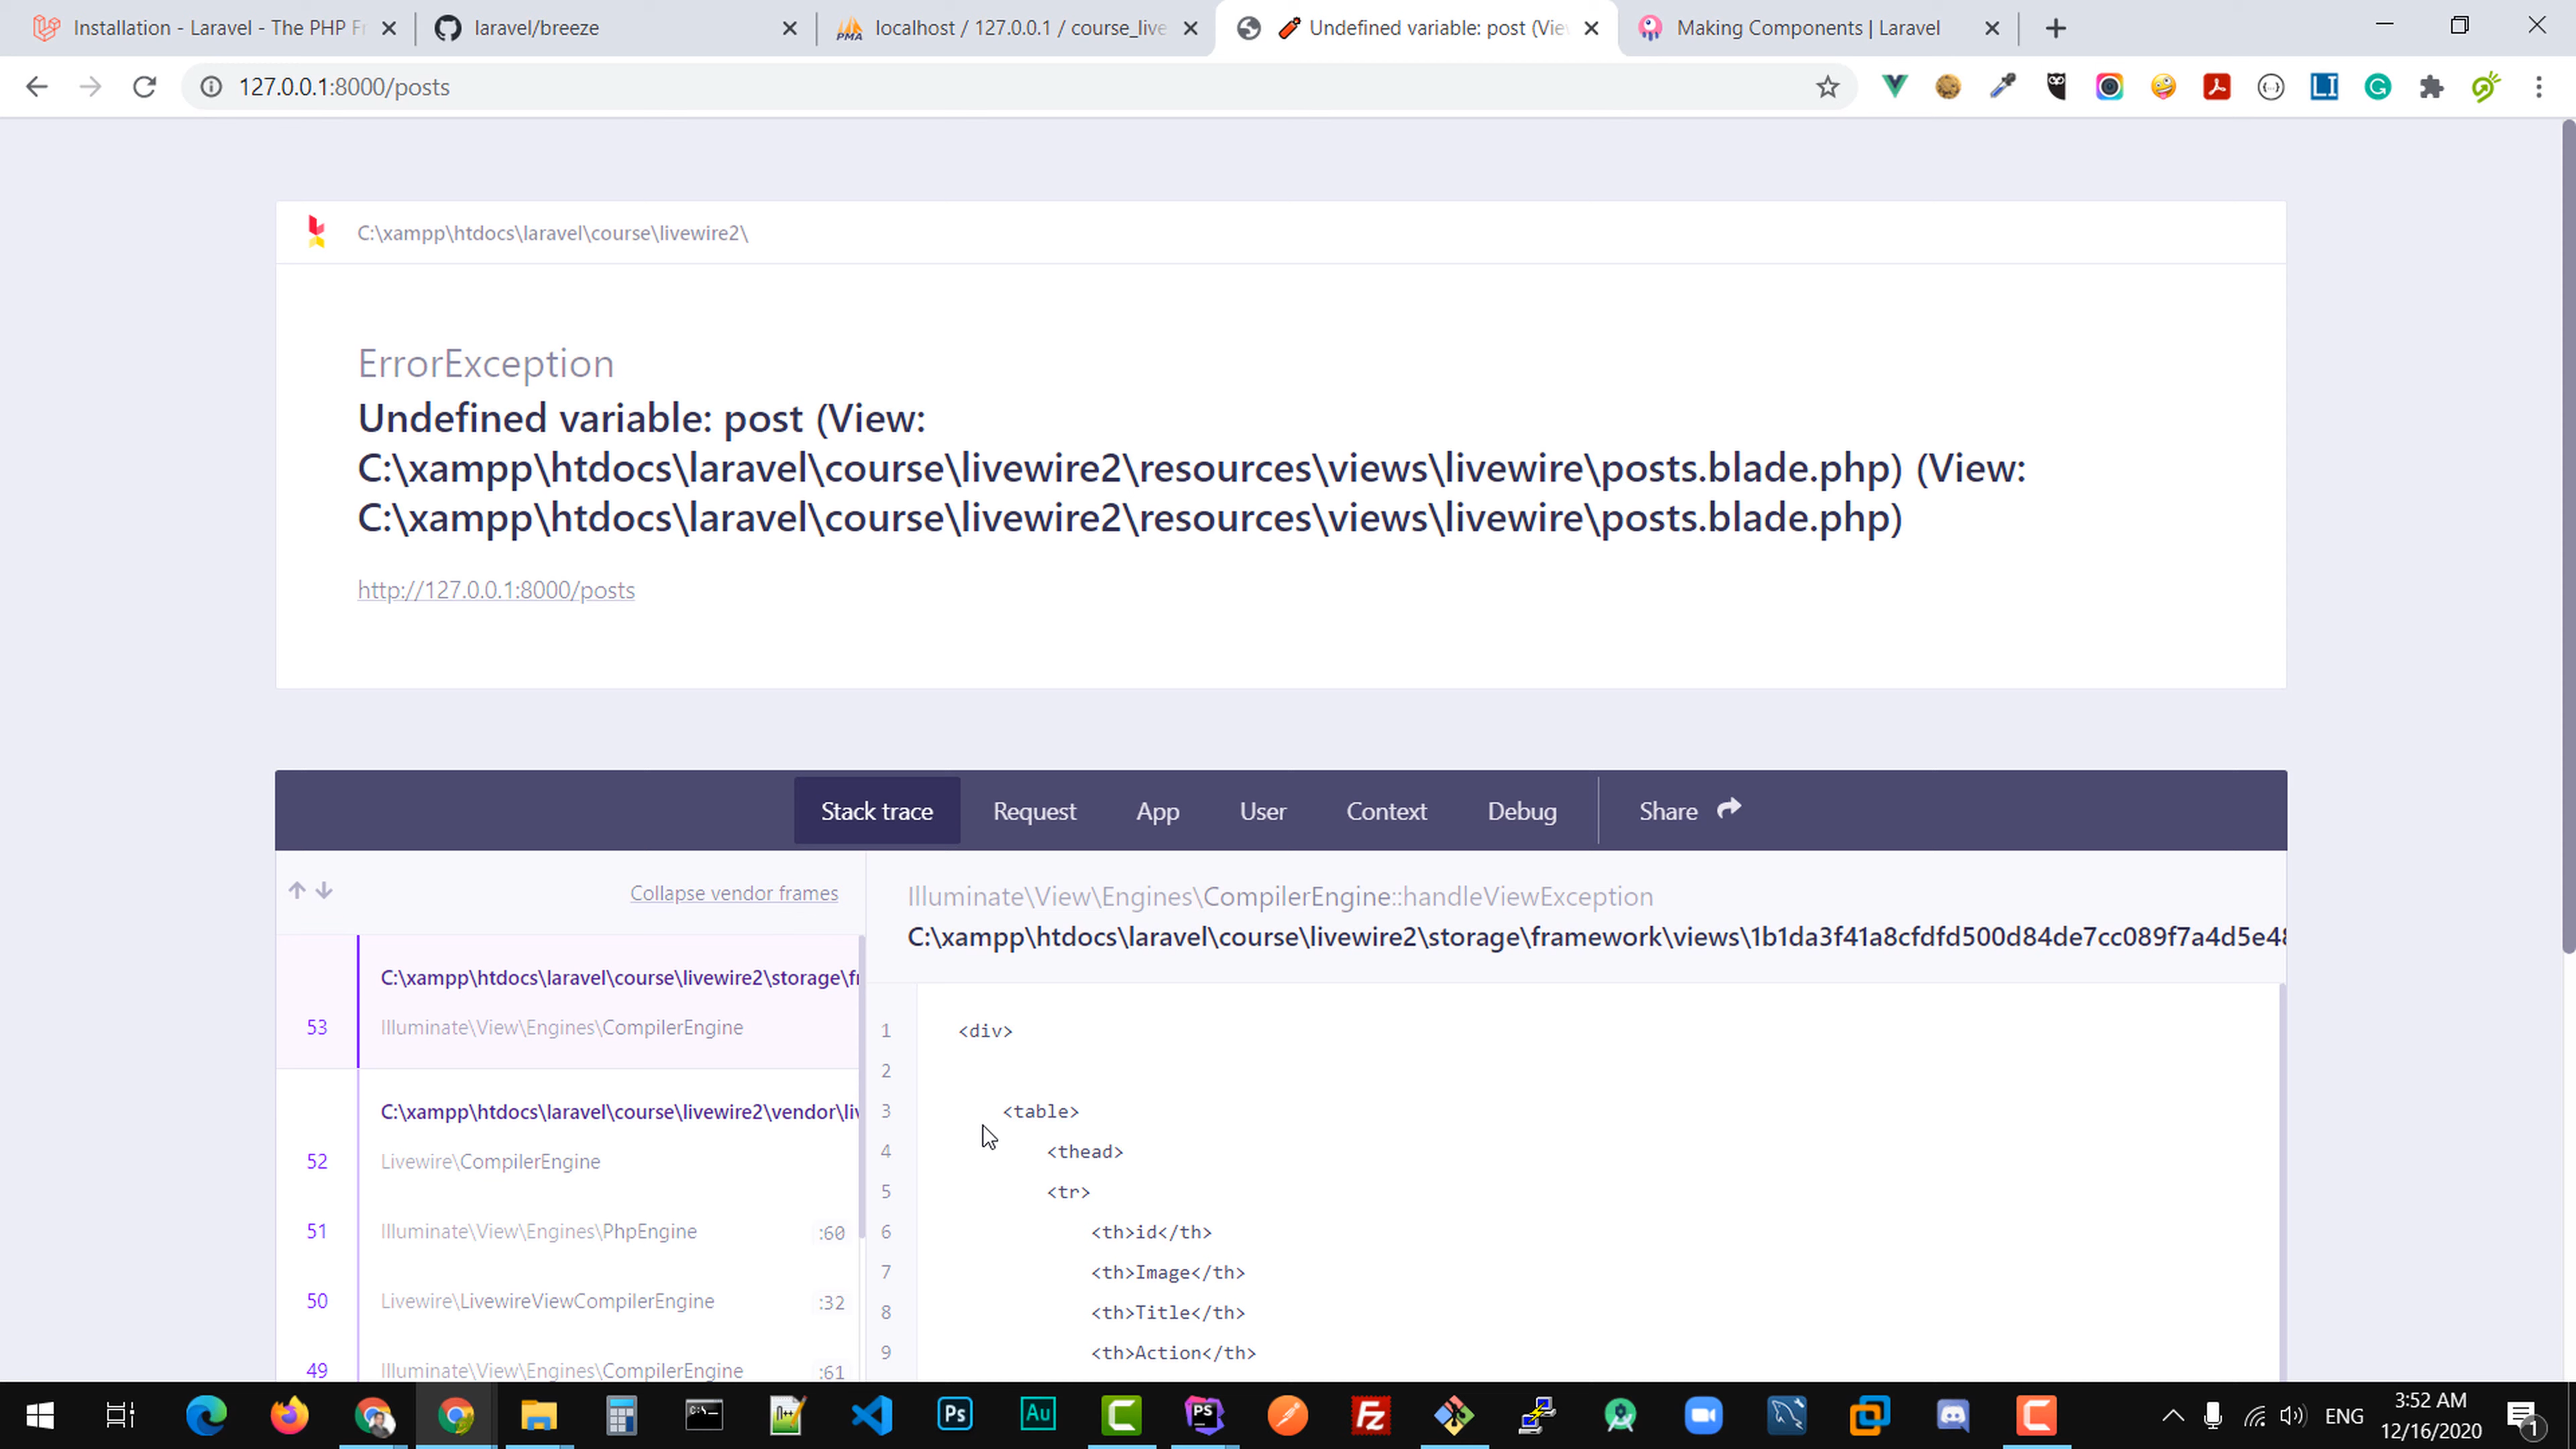 Installation - Laravel - The PHP Fr
laravel/breeze
localhost / 127.0.0.1 / course_live
Undefined variable: post (View
Making Components | Laravel
127.0.0.1:8000/posts
C:\xampp\htdocs\laravel\course\livewire2\
ErrorException
Undefined variable: post (View:
C:\xampp\htdocs\laravel\course\livewire2\resources\views\livewire\posts.blade.php) (View:
C:\xampp\htdocs\laravel\course\livewire2\resources\views\livewire\posts.blade.php)
http://127.0.0.1:8000/posts
Stack trace
Request
App
User
Context
Debug
Share
Collapse vendor frames
C:\xampp\htdocs\laravel\course\livewire2\storage\fr
53 Illuminate\View\Engines\CompilerEngine
C:\xampp\htdocs\laravel\course\livewire2\vendor\liv
52 Livewire\CompilerEngine
51 Illuminate\View\Engines\PhpEngine :60
50 Livewire\LivewireViewCompilerEngine :32
49 Illuminate\View\Engines\CompilerEngine :61
Illuminate\View\Engines\CompilerEngine::handleViewException
C:\xampp\htdocs\laravel\course\livewire2\storage\framework\views\1b1da3f41a8cfdfd500d84de7cc089f7a4d5e48
1 <div>
2
3 <table>
4 <thead>
5 <tr>
6 <th>id</th>
7 <th>Image</th>
8 <th>Title</th>
9 <th>Action</th>
ENG
3:52 AM
12/16/2020
1